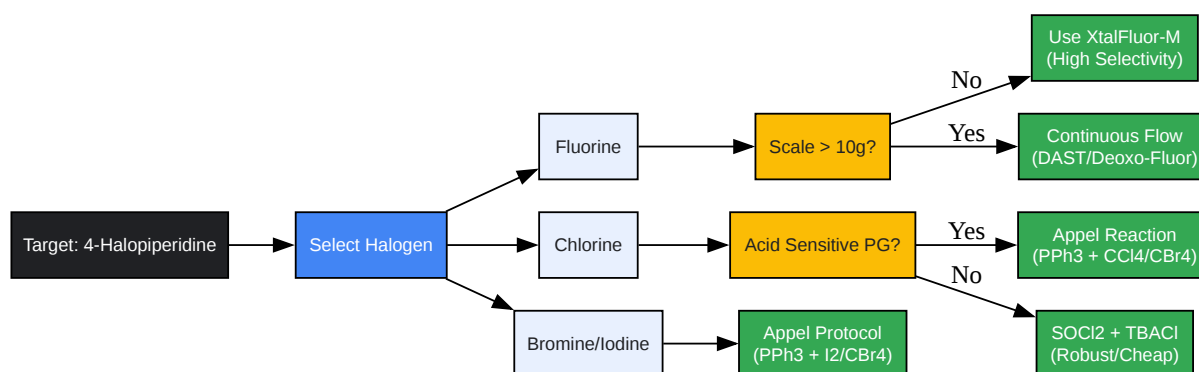 Use XtalFluor-M
(High Selectivity)
No
Fluorine
Scale > 10g?
Yes
Continuous Flow
(DAST/Deoxo-Fluor)
Target: 4-Halopiperidine
Select Halogen
Chlorine
Acid Sensitive PG?
Yes
Appel Reaction
(PPh3 + CCl4/CBr4)
No
Bromine/Iodine
Appel Protocol
(PPh3 + I2/CBr4)
SOCl2 + TBACl
(Robust/Cheap)